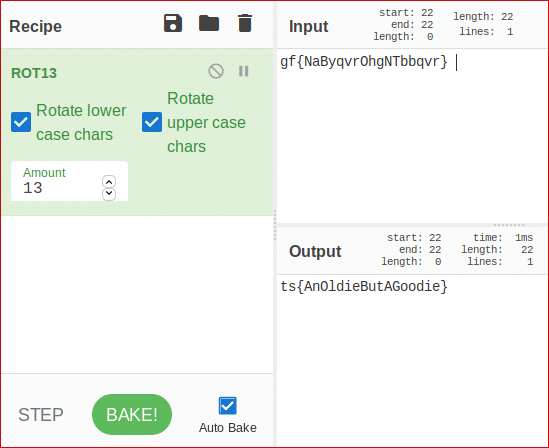 Recipe
ROT13
Rotate lower
case chars
Rotate
upper case
chars
Amount
13
STEP
BAKE!
Auto Bake
Input
start: 22
end: 22
length: 0
length: 22
lines: 1
gf{NaByqvrOhgNTbbqvr}
Output
start: 22
end: 22
length: 0
time: 1ms
length: 22
lines: 1
ts{AnOldieButAGoodie}